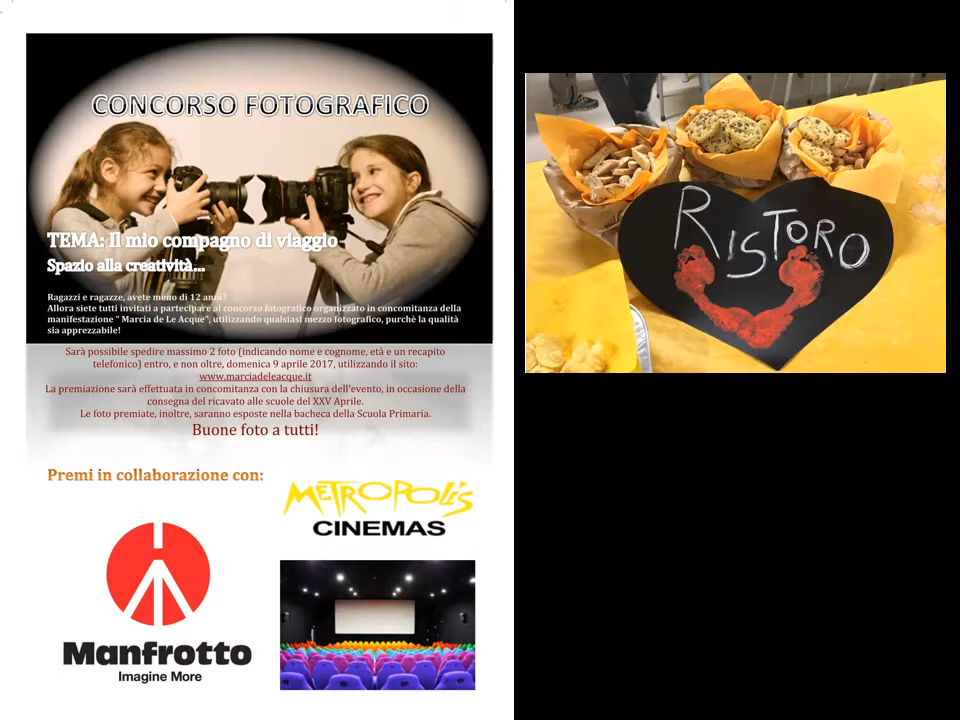 CONCORSO FOTOGRAFICO
TEMA: Il mio compagno di viaggio
Spazio alla creatività...
Ragazzi e ragazze, avete meno di 12 anni?
Allora siete tutti invitati a partecipare al concorso fotografico organizzato in concomitanza della
manifestazione “ Marcia de Le Acque”, utilizzando qualsiasi mezzo fotografico, purchè la qualità
sia apprezzabile!
Sarà possibile spedire massimo 2 foto (indicando nome e cognome, età e un recapito
telefonico) entro, e non oltre, domenica 9 aprile 2017, utilizzando il sito:
www.marciadeleacque.it
La premiazione sarà effettuata in concomitanza con la chiusura dell'evento, in occasione della
consegna del ricavato alle scuole del XXV Aprile.
Le foto premiate, inoltre, saranno esposte nella bacheca della Scuola Primaria.
Buone foto a tutti!
Premi in collaborazione con:
METROPOLIS
CINEMAS
Manfrotto
Imagine More
RISTORO